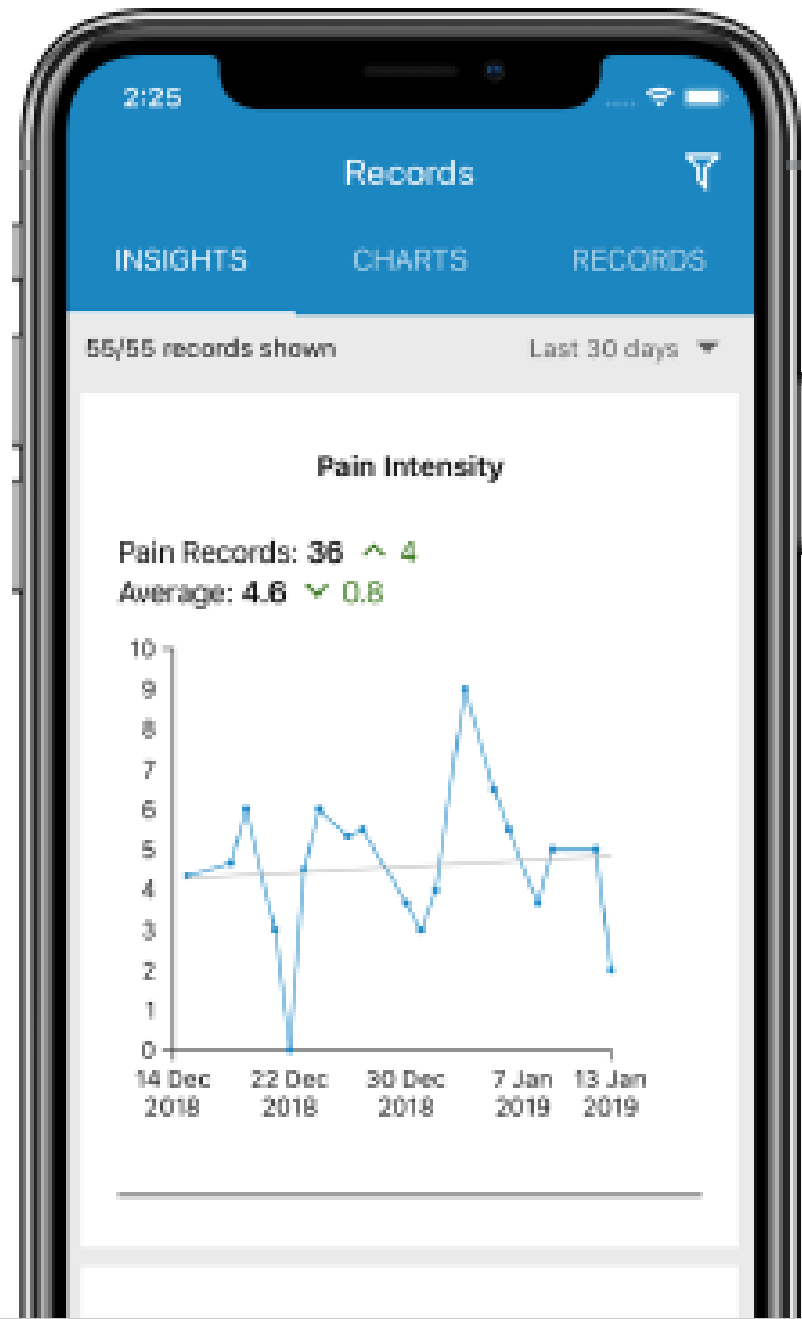 2:25
Records
INSIGHTS CHARTS RECORDS
55/55 records shown Last 30 days
Pain Intensity
Pain Records: 36 ^ 4
Average: 4.6 ˅ 0.8
10
9
8
7
6
5
4
3
2
1
0
14 Dec 22 Dec 30 Dec 7 Jan 13 Jan
2018 2018 2018 2019 2019